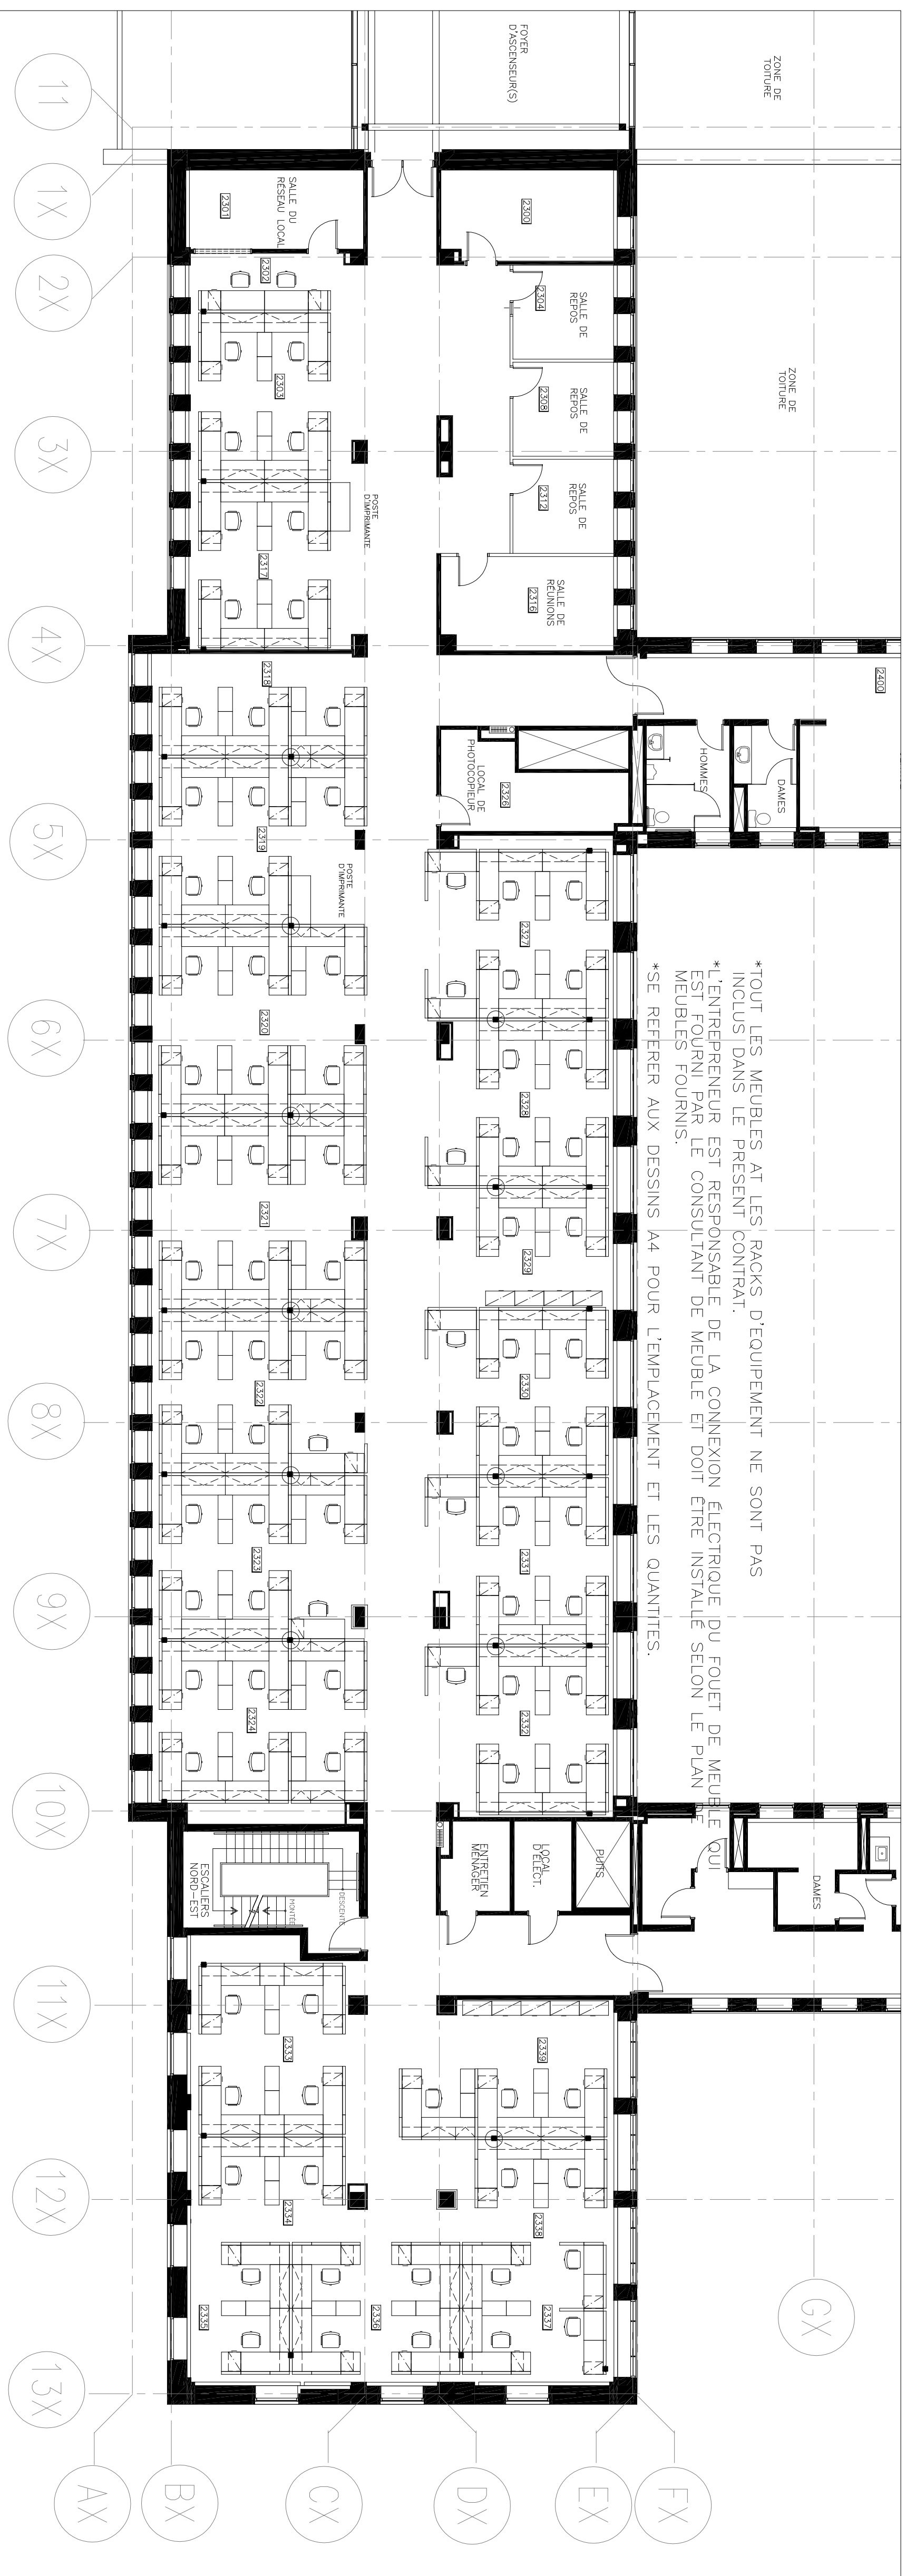 FOYER
D'ASCENSEUR(S)
ZONE DE
TOITURE
ZONE DE
TOITURE
11
1X
2X
3X
4X
5X
6X
7X
8X
9X
10X
11X
12X
13X
AX
BX
CX
DX
EX
FX
GX
SALLE DU
RÉSEAU LOCAL
2301
2300
2302
2303
SALLE DE
REPOS
2304
SALLE DE
REPOS
2308
SALLE DE
REPOS
2312
SALLE DE
RÉUNIONS
2316
POSTE
D'IMPRIMANTE
2317
2318
2400
HOMMES
DAMES
LOCAL DE
PHOTOCOPIEUR
2326
2319
POSTE
D'IMPRIMANTE
2320
2321
2322
2323
2324
2327
2328
2329
2330
2331
2332
*TOUT LES MEUBLES AT LES RACKS D'EQUIPEMENT NE SONT PAS
INCLUS DANS LE PRESENT CONTRAT.
*L'ENTREPRENEUR EST RESPONSABLE DE LA CONNEXION ÉLECTRIQUE DU FOUET DE MEUBLE QUI
EST FOURNI PAR LE CONSULTANT DE MEUBLE ET DOIT ÊTRE INSTALLÉ SELON LE PLAN DE
MEUBLES FOURNIS.
*SE REFERER AUX DESSINS A4 POUR L'EMPLACEMENT ET LES QUANTITES.
ESCALIERS
NORD-EST
MONTÉE
DESCENTE
ENTRETIEN
MÉNAGER
LOCAL
D'ÉLECT.
PUITS
DAMES
2333
2334
2335
2336
2337
2338
2339